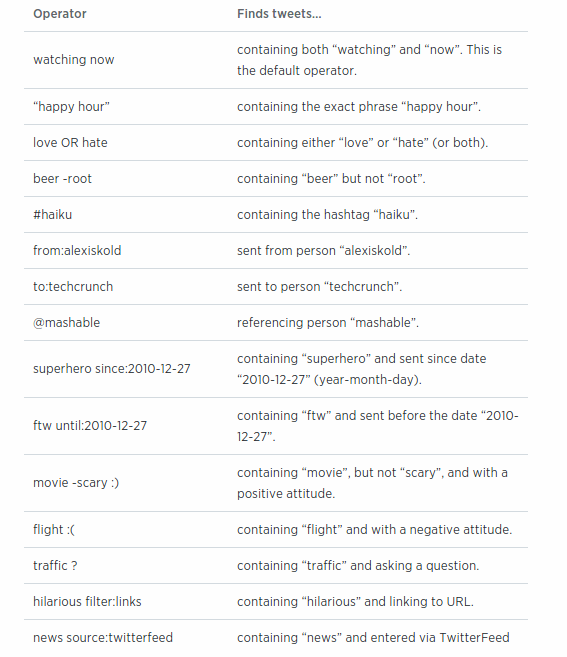 Operator Finds tweets...
watching now containing both “watching” and “now”. This is
the default operator.
“happy hour” containing the exact phrase “happy hour”.
love OR hate containing either “love” or “hate” (or both).
beer -root containing “beer” but not “root”.
#haiku containing the hashtag “haiku”.
from:alexiskold sent from person “alexiskold”.
to:techcrunch sent to person “techcrunch”.
@mashable referencing person “mashable”.
superhero since:2010-12-27 containing “superhero” and sent since date
“2010-12-27” (year-month-day).
ftw until:2010-12-27 containing “ftw” and sent before the date “2010-
12-27”.
movie -scary :) containing “movie”, but not “scary”, and with a
positive attitude.
flight :( containing “flight” and with a negative attitude.
traffic ? containing “traffic” and asking a question.
hilarious filter:links containing “hilarious” and linking to URL.
news source:twitterfeed containing “news” and entered via TwitterFeed